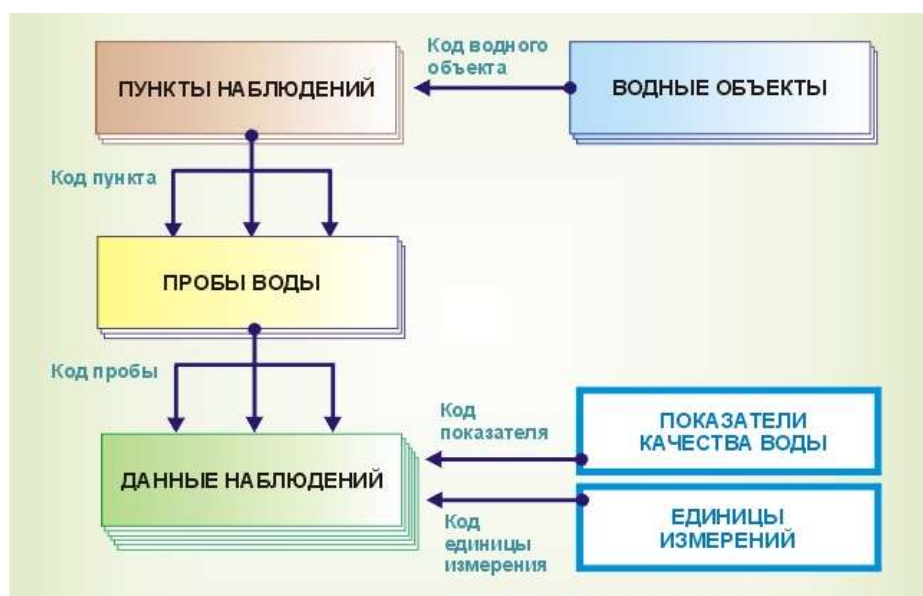 Код водного
объекта
ПУНКТЫ НАБЛЮДЕНИЙ
ВОДНЫЕ ОБЪЕКТЫ
Код пункта
ПРОБЫ ВОДЫ
Код пробы
Код
показателя
ПОКАЗАТЕЛИ
КАЧЕСТВА ВОДЫ
ДАННЫЕ НАБЛЮДЕНИЙ
Код
единицы
измерения
ЕДИНИЦЫ
ИЗМЕРЕНИЙ